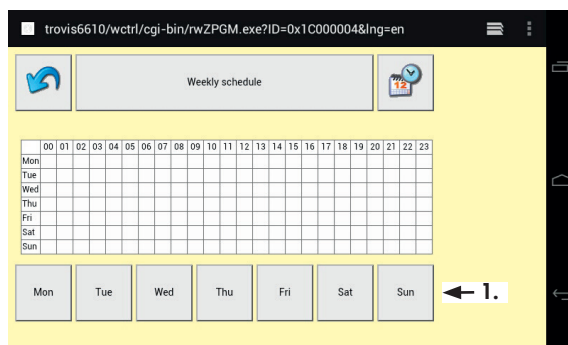 trovis6610/wctrl/cgi-bin/rwZPGM.exe?ID=0x1C000004&lng=en
Weekly schedule
12
00 01 02 03 04 05 06 07 08 09 10 11 12 13 14 15 16 17 18 19 20 21 22 23
Mon
Tue
Wed
Thu
Fri
Sat
Sun
Mon Tue Wed Thu Fri Sat Sun 1.